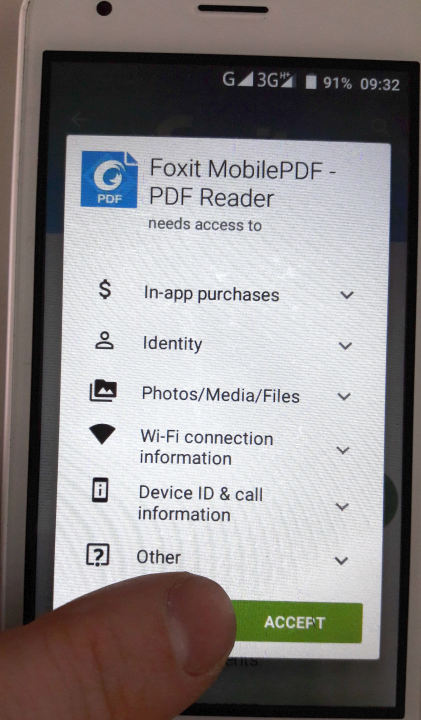 G 3G H+ 91% 09:32
Foxit MobilePDF -
PDF Reader
needs access to
PDF
$ In-app purchases
Identity
Photos/Media/Files
Wi-Fi connection
information
Device ID & call
information
? Other
ACCEPT